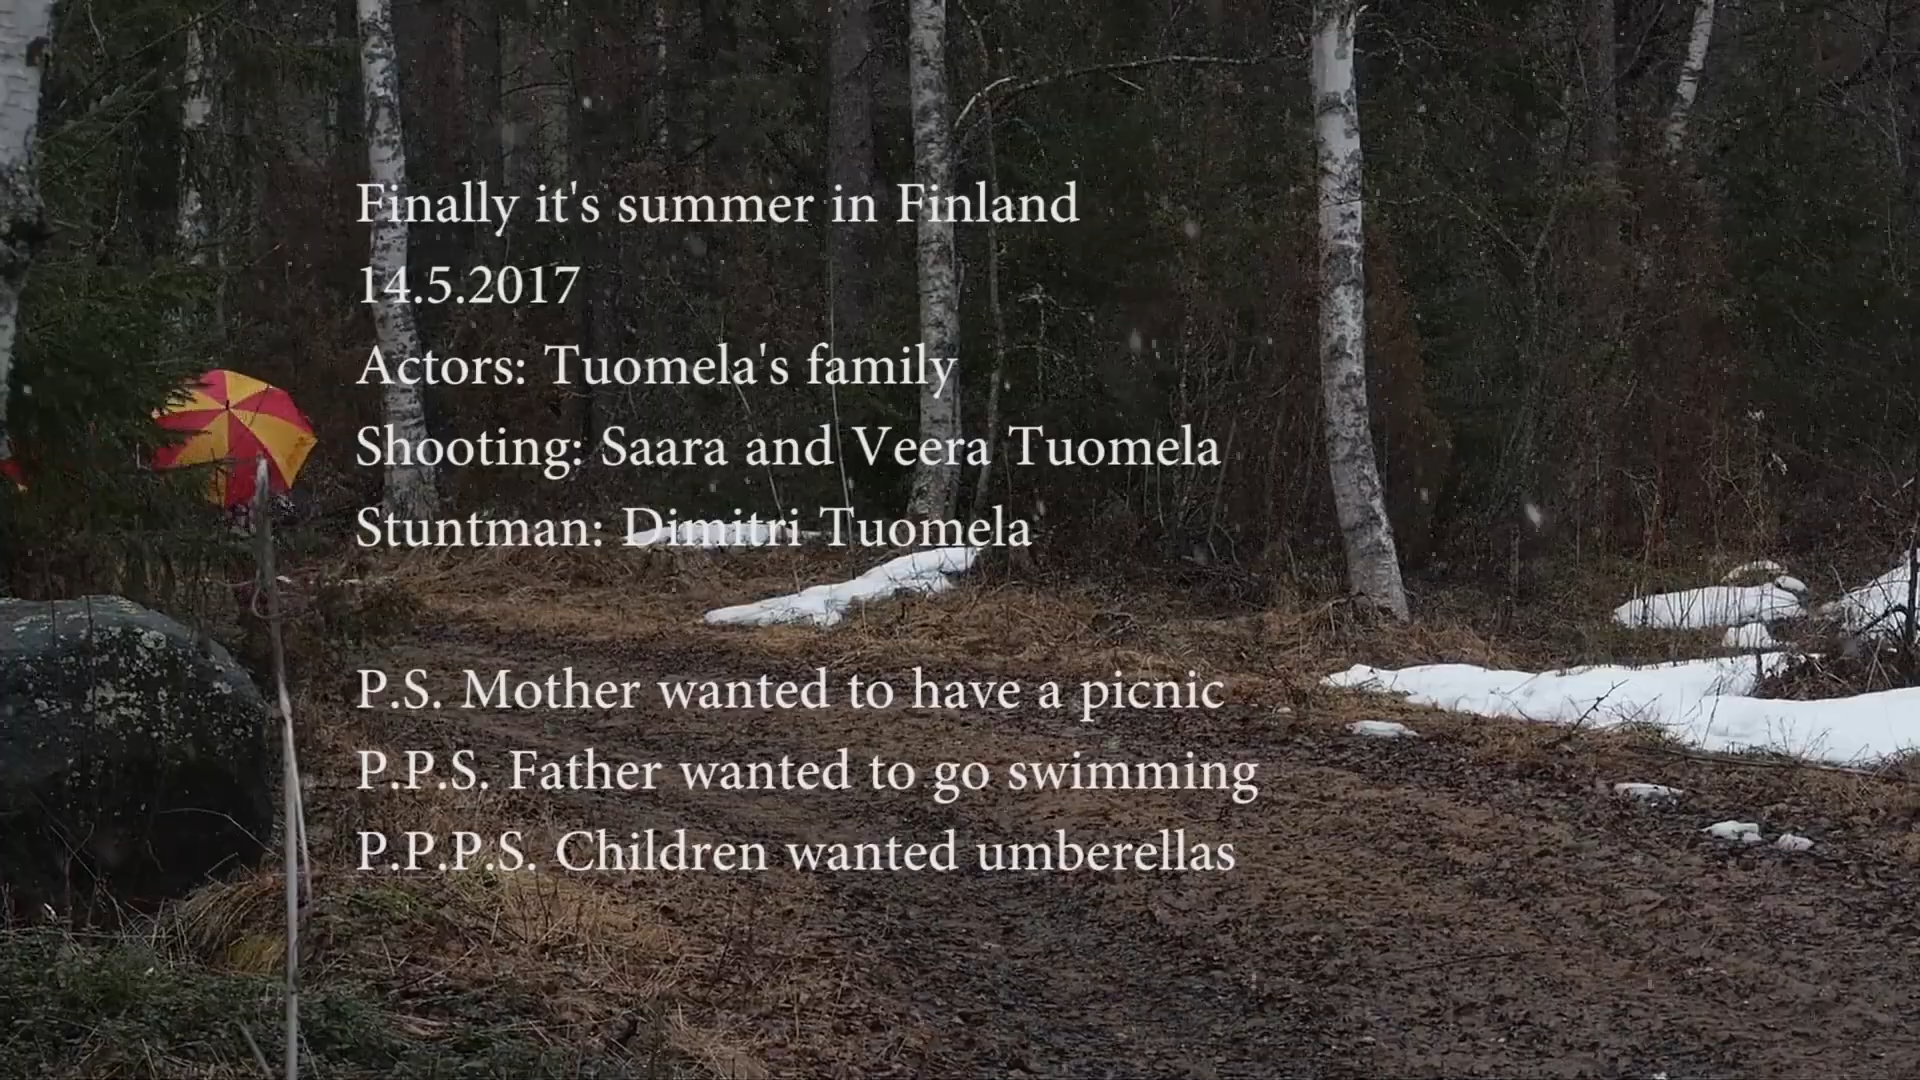 Finally it's summer in Finland
14.5.2017
Actors: Tuomela's family
Shooting: Saara and Veera Tuomela
Stuntman: Dimitri Tuomela
P.S. Mother wanted to have a picnic
P.P.S. Father wanted to go swimming
P.P.P.S. Children wanted umberellas